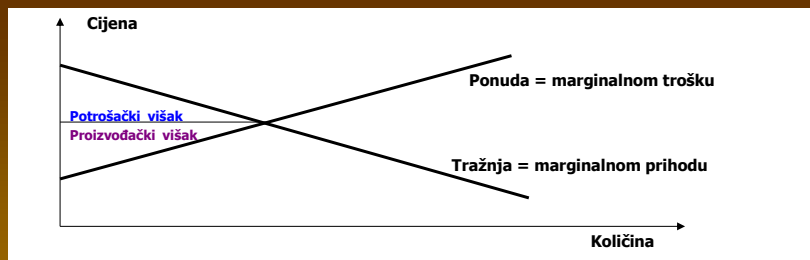 Cijena
Ponuda = marginalnom trošku
Potrošački višak
Proizvođački višak
Tražnja = marginalnom prihodu
Količina